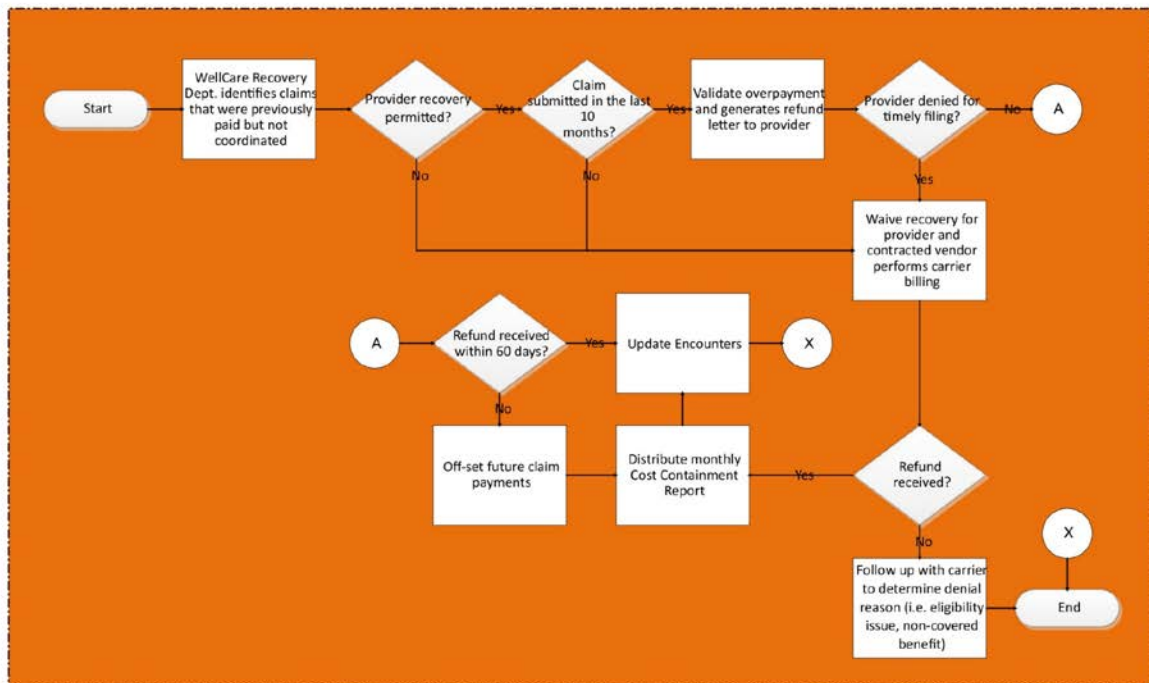 Start
WellCare Recovery
Dept. identifies claims
that were previously
paid but not
coordinated
Provider recovery
permitted?
Yes
No
Claim
submitted in the last
10
months?
Yes
No
Validate overpayment
and generates refund
letter to provider
Provider denied for
timely filing?
No
A
Yes
Waive recovery for
provider and
contracted vendor
performs carrier
billing
A
Refund received
within 60 days?
Yes
Update Encounters
X
No
Off-set future claim
payments
Distribute monthly
Cost Containment
Report
Yes
Refund
received?
No
Follow up with carrier
to determine denial
reason (i.e. eligibility
issue, non-covered
benefit)
X
End